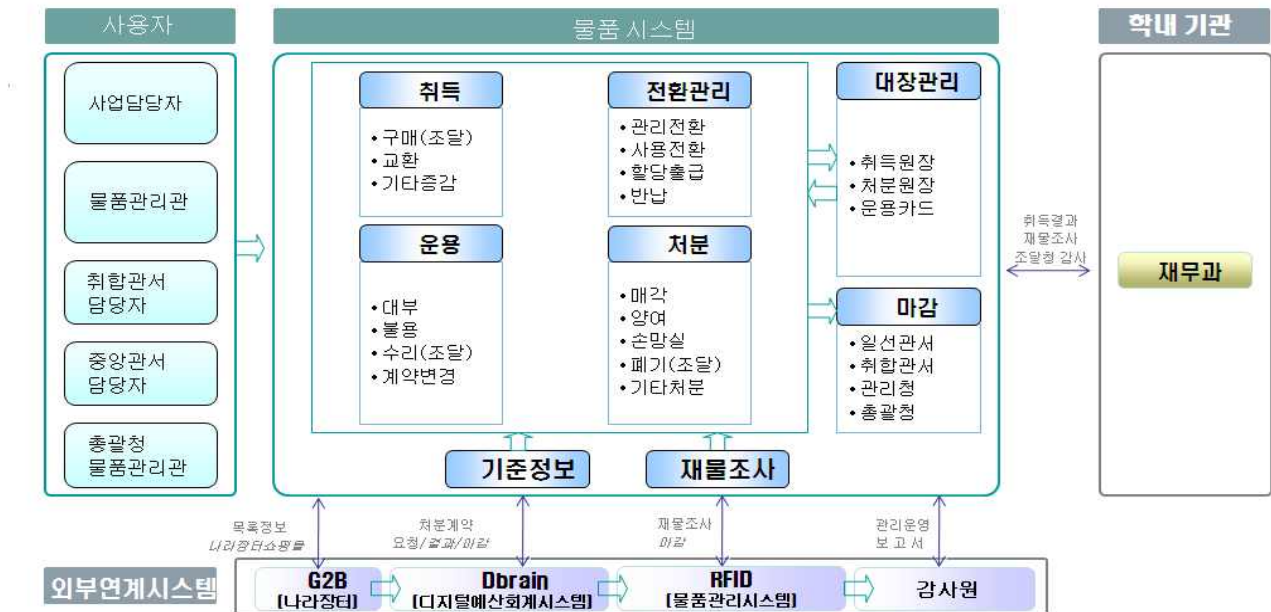 사용자
물품 시스템
학내 기관
사업담당자
물품관리관
취합관서
담당자
중앙관서
담당자
총괄청
물품관리관
취득
• 구매(조달)
• 교환
• 기타증감
전환관리
• 관리전환
• 사용전환
• 할당출급
• 반납
대장관리
• 취득원장
• 처분원장
• 운용카드
운용
• 대부
• 불용
• 수리(조달)
• 계약변경
처분
• 매각
• 양여
• 손망실
• 폐기(조달)
• 기타처분
마감
• 일선관서
• 취합관서
• 관리청
• 총괄청
기준정보
재물조사
취득결과
재물조사
조달청 감사
재무과
목록정보
나라장터쇼핑몰
처분계약
요청/결과/마감
재물조사
마감
관리운영
보고서
외부연계시스템
G2B
(나라장터)
Dbrain
(디지털예산회계시스템)
RFID
(물품관리시스템)
감사원